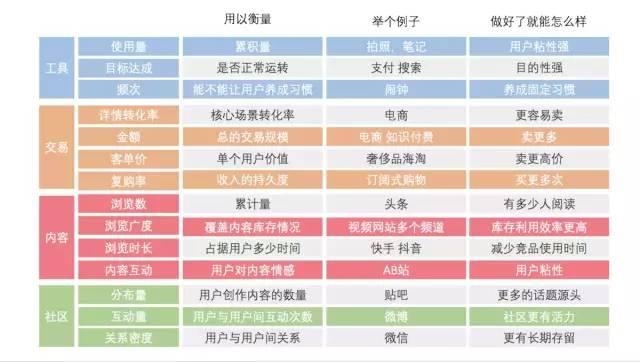 用以衡量 举个例子 做好了就能怎么样
工具
使用量 累积量 拍照、笔记 用户粘性强
目标达成 是否正常运转 支付 搜索 目的性强
频次 能不能让用户养成习惯 闹钟 养成固定习惯
交易
详情转化率 核心场景转化率 电商 更容易卖
金额 总的交易规模 电商 知识付费 卖更多
客单价 单个用户价值 奢侈品海淘 卖更高价
复购率 收入的持久度 订阅式购物 买更多次
内容
浏览数 累计量 头条 有多少人阅读
浏览广度 覆盖内容库存情况 视频网站多个频道 库存利用效率更高
浏览时长 占据用户多少时间 快手 抖音 减少竞品使用时间
内容互动 用户对内容情感 AB站 用户粘性
社区
分布量 用户创作内容的数量 贴吧 更多的话题源头
互动量 用户与用户间互动次数 微博 社区更有活力
关系密度 用户与用户间关系 微信 更有长期存留